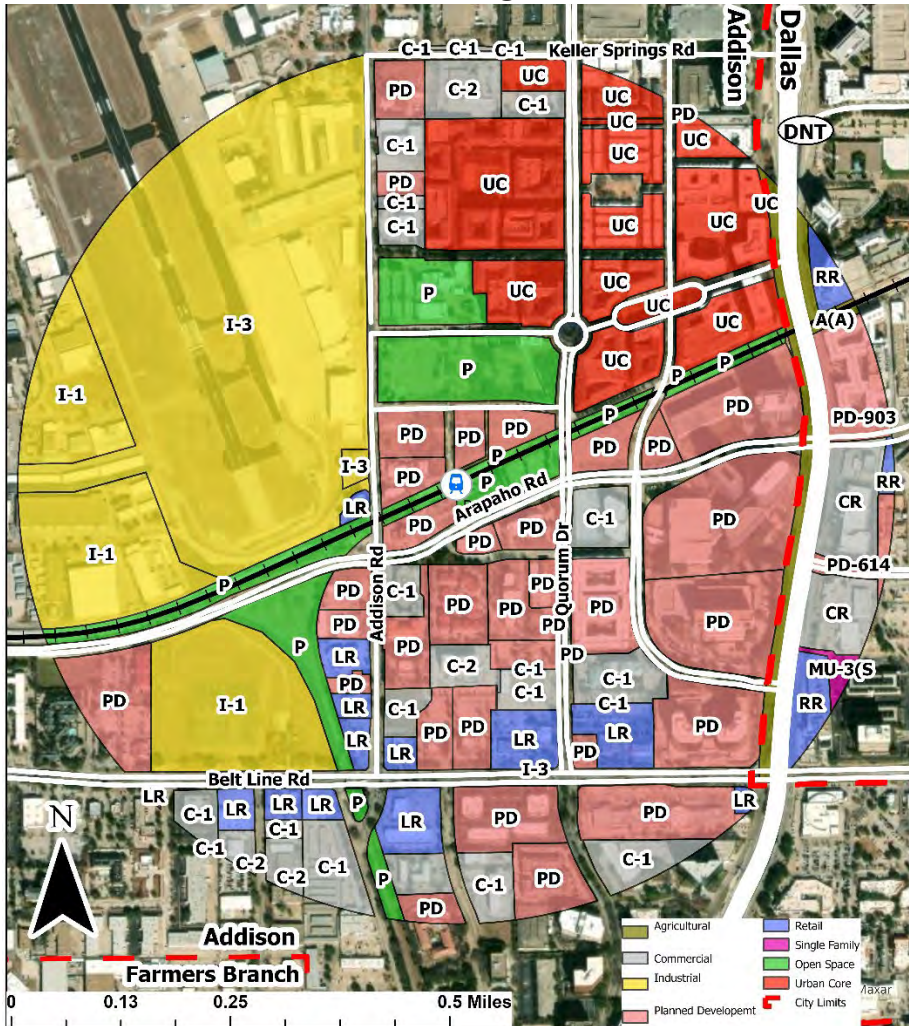 C-1 C-1 C-1 Keller Springs Rd
Dallas
Addison
PD C-2 UC UC
C-1 UC PD
DNT
C-1 UC UC UC
PD UC
C-1
C-1 UC UC UC
P UC UC UC RR
I-3 UC A(A)
P UC
P P
I-1 PD PD PD P PD PD PD-903
I-3 PD P P
LR Arapaho Rd C-1 PD CR RR
I-1 PD PD PD
P PD-614
PD C-1 PD PD PD CR
PD Addison Rd PD PD Quorum Dr PD
P LR C-2 PD MU-3(S
PD I-1 PD C-1 C-1 RR
LR C-1 PD PD C-1 C-1 PD
LR LR LR PD LR
Belt Line Rd I-3
LR LR LR LR P PD PD LR
C-1 C-1 LR
C-1 C-2 C-2 C-1 P C-1 PD C-1
PD
N
Addison
Farmers Branch
0 0.13 0.25 0.5 Miles
Agricultural
Commercial
Industrial
Planned Developemt
Retail
Single Family
Open Space
Urban Core
City Limits
Maxar